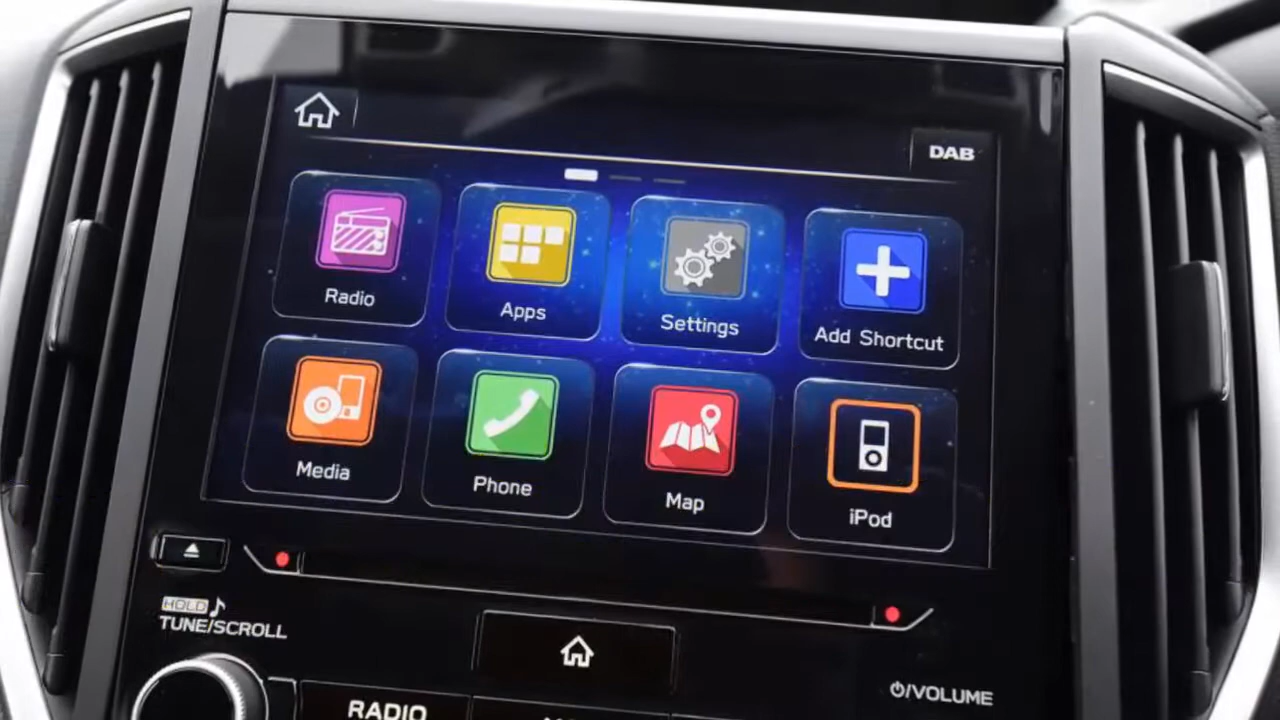 DAB
Radio
Apps
Settings
Add Shortcut
Media
Phone
Map
iPod
HOLD
TUNE/SCROLL
/VOLUME
RADIO